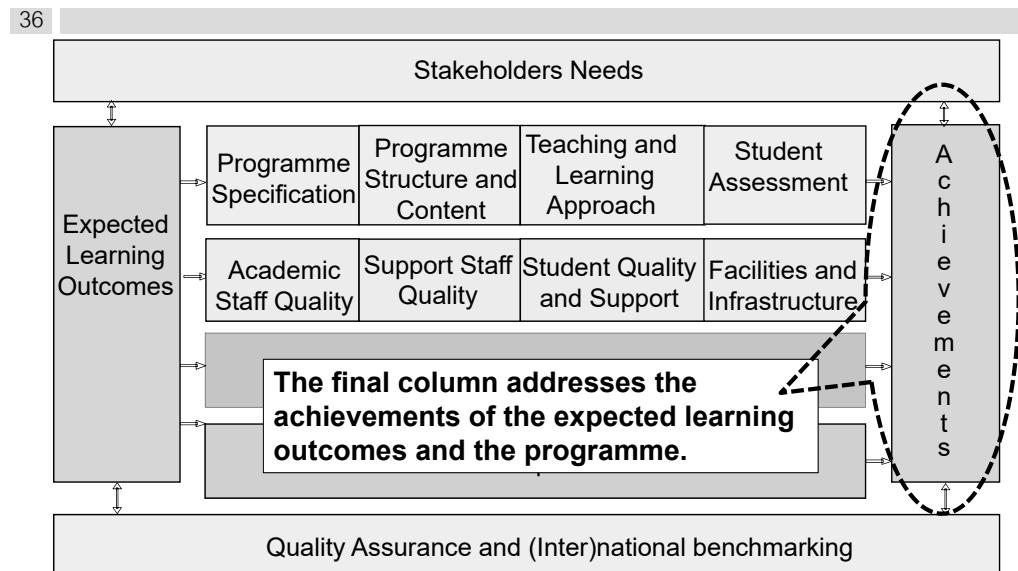 36
Stakeholders Needs
Expected
Learning
Outcomes
Programme
Specification
Programme
Structure and
Content
Teaching and
Learning
Approach
Student
Assessment
Academic
Staff Quality
Support Staff
Quality
Student Quality
and Support
Facilities and
Infrastructure
The final column addresses the
achievements of the expected learning
outcomes and the programme.
A
c
h
i
e
v
e
m
e
n
t
s
Quality Assurance and (Inter)national benchmarking